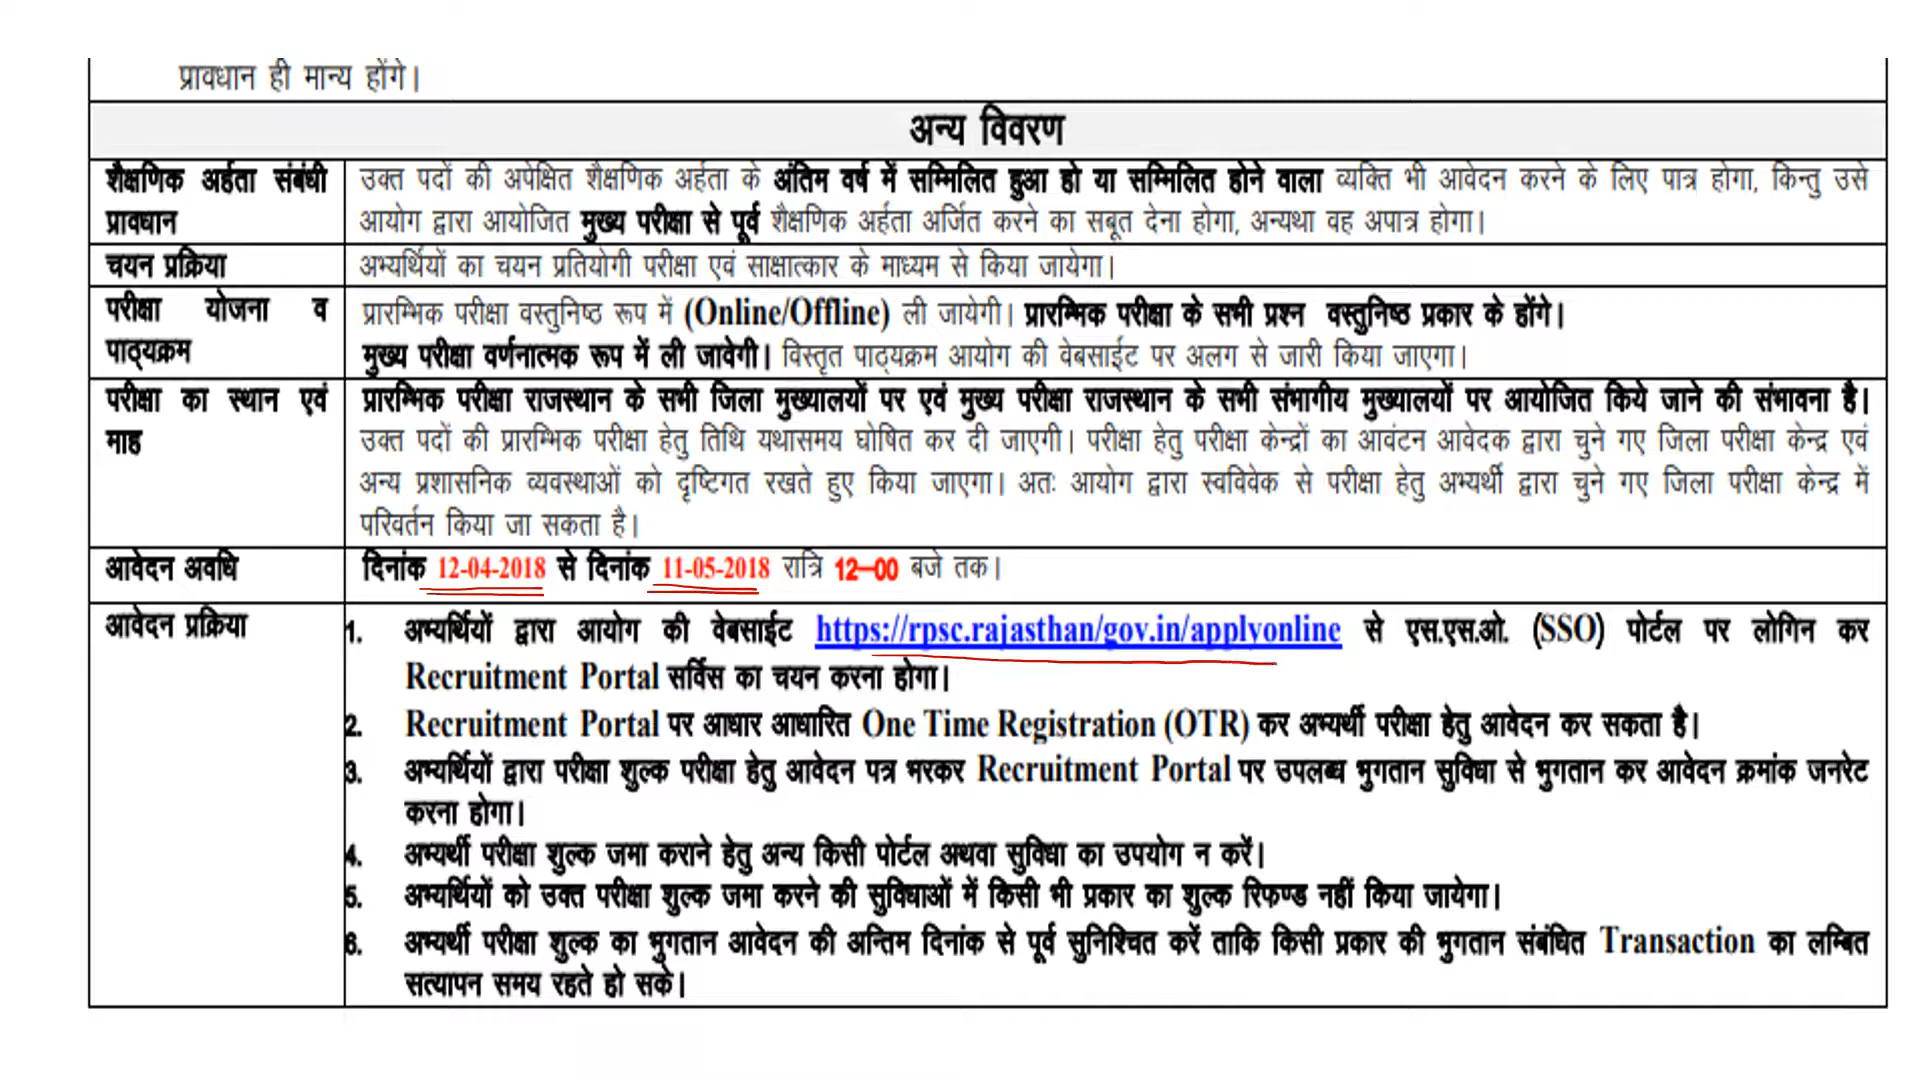 प्रावधान ही मान्य होंगे।
अन्य विवरण
शैक्षणिक अर्हता संबंधी
प्रावधान
उक्त पदों की अपेक्षित शैक्षणिक अर्हता के अंतिम वर्ष में सम्मिलित हुआ हो या सम्मिलित होने वाला व्यक्ति भी आवेदन करने के लिए पात्र होगा, किन्तु उसे
आयोग द्वारा आयोजित मुख्य परीक्षा से पूर्व शैक्षणिक अर्हता अर्जित करने का सबूत देना होगा, अन्यथा वह अपात्र होगा।
चयन प्रक्रिया
अभ्यर्थियों का चयन प्रतियोगी परीक्षा एवं साक्षात्कार के माध्यम से किया जायेगा।
परीक्षा योजना व
पाठ्यक्रम
प्रारम्भिक परीक्षा वस्तुनिष्ठ रूप में (Online/Offline) ली जायेगी। प्रारम्भिक परीक्षा के सभी प्रश्न वस्तुनिष्ठ प्रकार के होंगे।
मुख्य परीक्षा वर्णनात्मक रूप में ली जावेगी। विस्तृत पाठ्यक्रम आयोग की वेबसाईट पर अलग से जारी किया जाएगा।
परीक्षा का स्थान एवं
माह
प्रारम्भिक परीक्षा राजस्थान के सभी जिला मुख्यालयों पर एवं मुख्य परीक्षा राजस्थान के सभी संभागीय मुख्यालयों पर आयोजित किये जाने की संभावना है।
उक्त पदों की प्रारम्भिक परीक्षा हेतु तिथि यथासमय घोषित कर दी जाएगी। परीक्षा हेतु परीक्षा केन्द्रों का आवंटन आवेदक द्वारा चुने गए जिला परीक्षा केन्द्र एवं
अन्य प्रशासनिक व्यवस्थाओं को दृष्टिगत रखते हुए किया जाएगा। अतः आयोग द्वारा स्वविवेक से परीक्षा हेतु अभ्यर्थी द्वारा चुने गए जिला परीक्षा केन्द्र में
परिवर्तन किया जा सकता है।
आवेदन अवधि
दिनांक 12-04-2018 से दिनांक 11-05-2018 रात्रि 12–00 बजे तक।
आवेदन प्रक्रिया
1. अभ्यर्थियों द्वारा आयोग की वेबसाईट https://rpsc.rajasthan/gov.in/applyonline से एस.एस.ओ. (SSO) पोर्टल पर लोगिन कर
Recruitment Portal सर्विस का चयन करना होगा।
2. Recruitment Portal पर आधार आधारित One Time Registration (OTR) कर अभ्यर्थी परीक्षा हेतु आवेदन कर सकता है।
3. अभ्यर्थियों द्वारा परीक्षा शुल्क परीक्षा हेतु आवेदन पत्र भरकर Recruitment Portal पर उपलब्ध भुगतान सुविधा से भुगतान कर आवेदन क्रमांक जनरेट
करना होगा।
4. अभ्यर्थी परीक्षा शुल्क जमा कराने हेतु अन्य किसी पोर्टल अथवा सुविधा का उपयोग न करें।
5. अभ्यर्थियों को उक्त परीक्षा शुल्क जमा करने की सुविधाओं में किसी भी प्रकार का शुल्क रिफण्ड नहीं किया जायेगा।
6. अभ्यर्थी परीक्षा शुल्क का भुगतान आवेदन की अन्तिम दिनांक से पूर्व सुनिश्चित करें ताकि किसी प्रकार की भुगतान संबंधित Transaction का लम्बित
सत्यापन समय रहते हो सके।